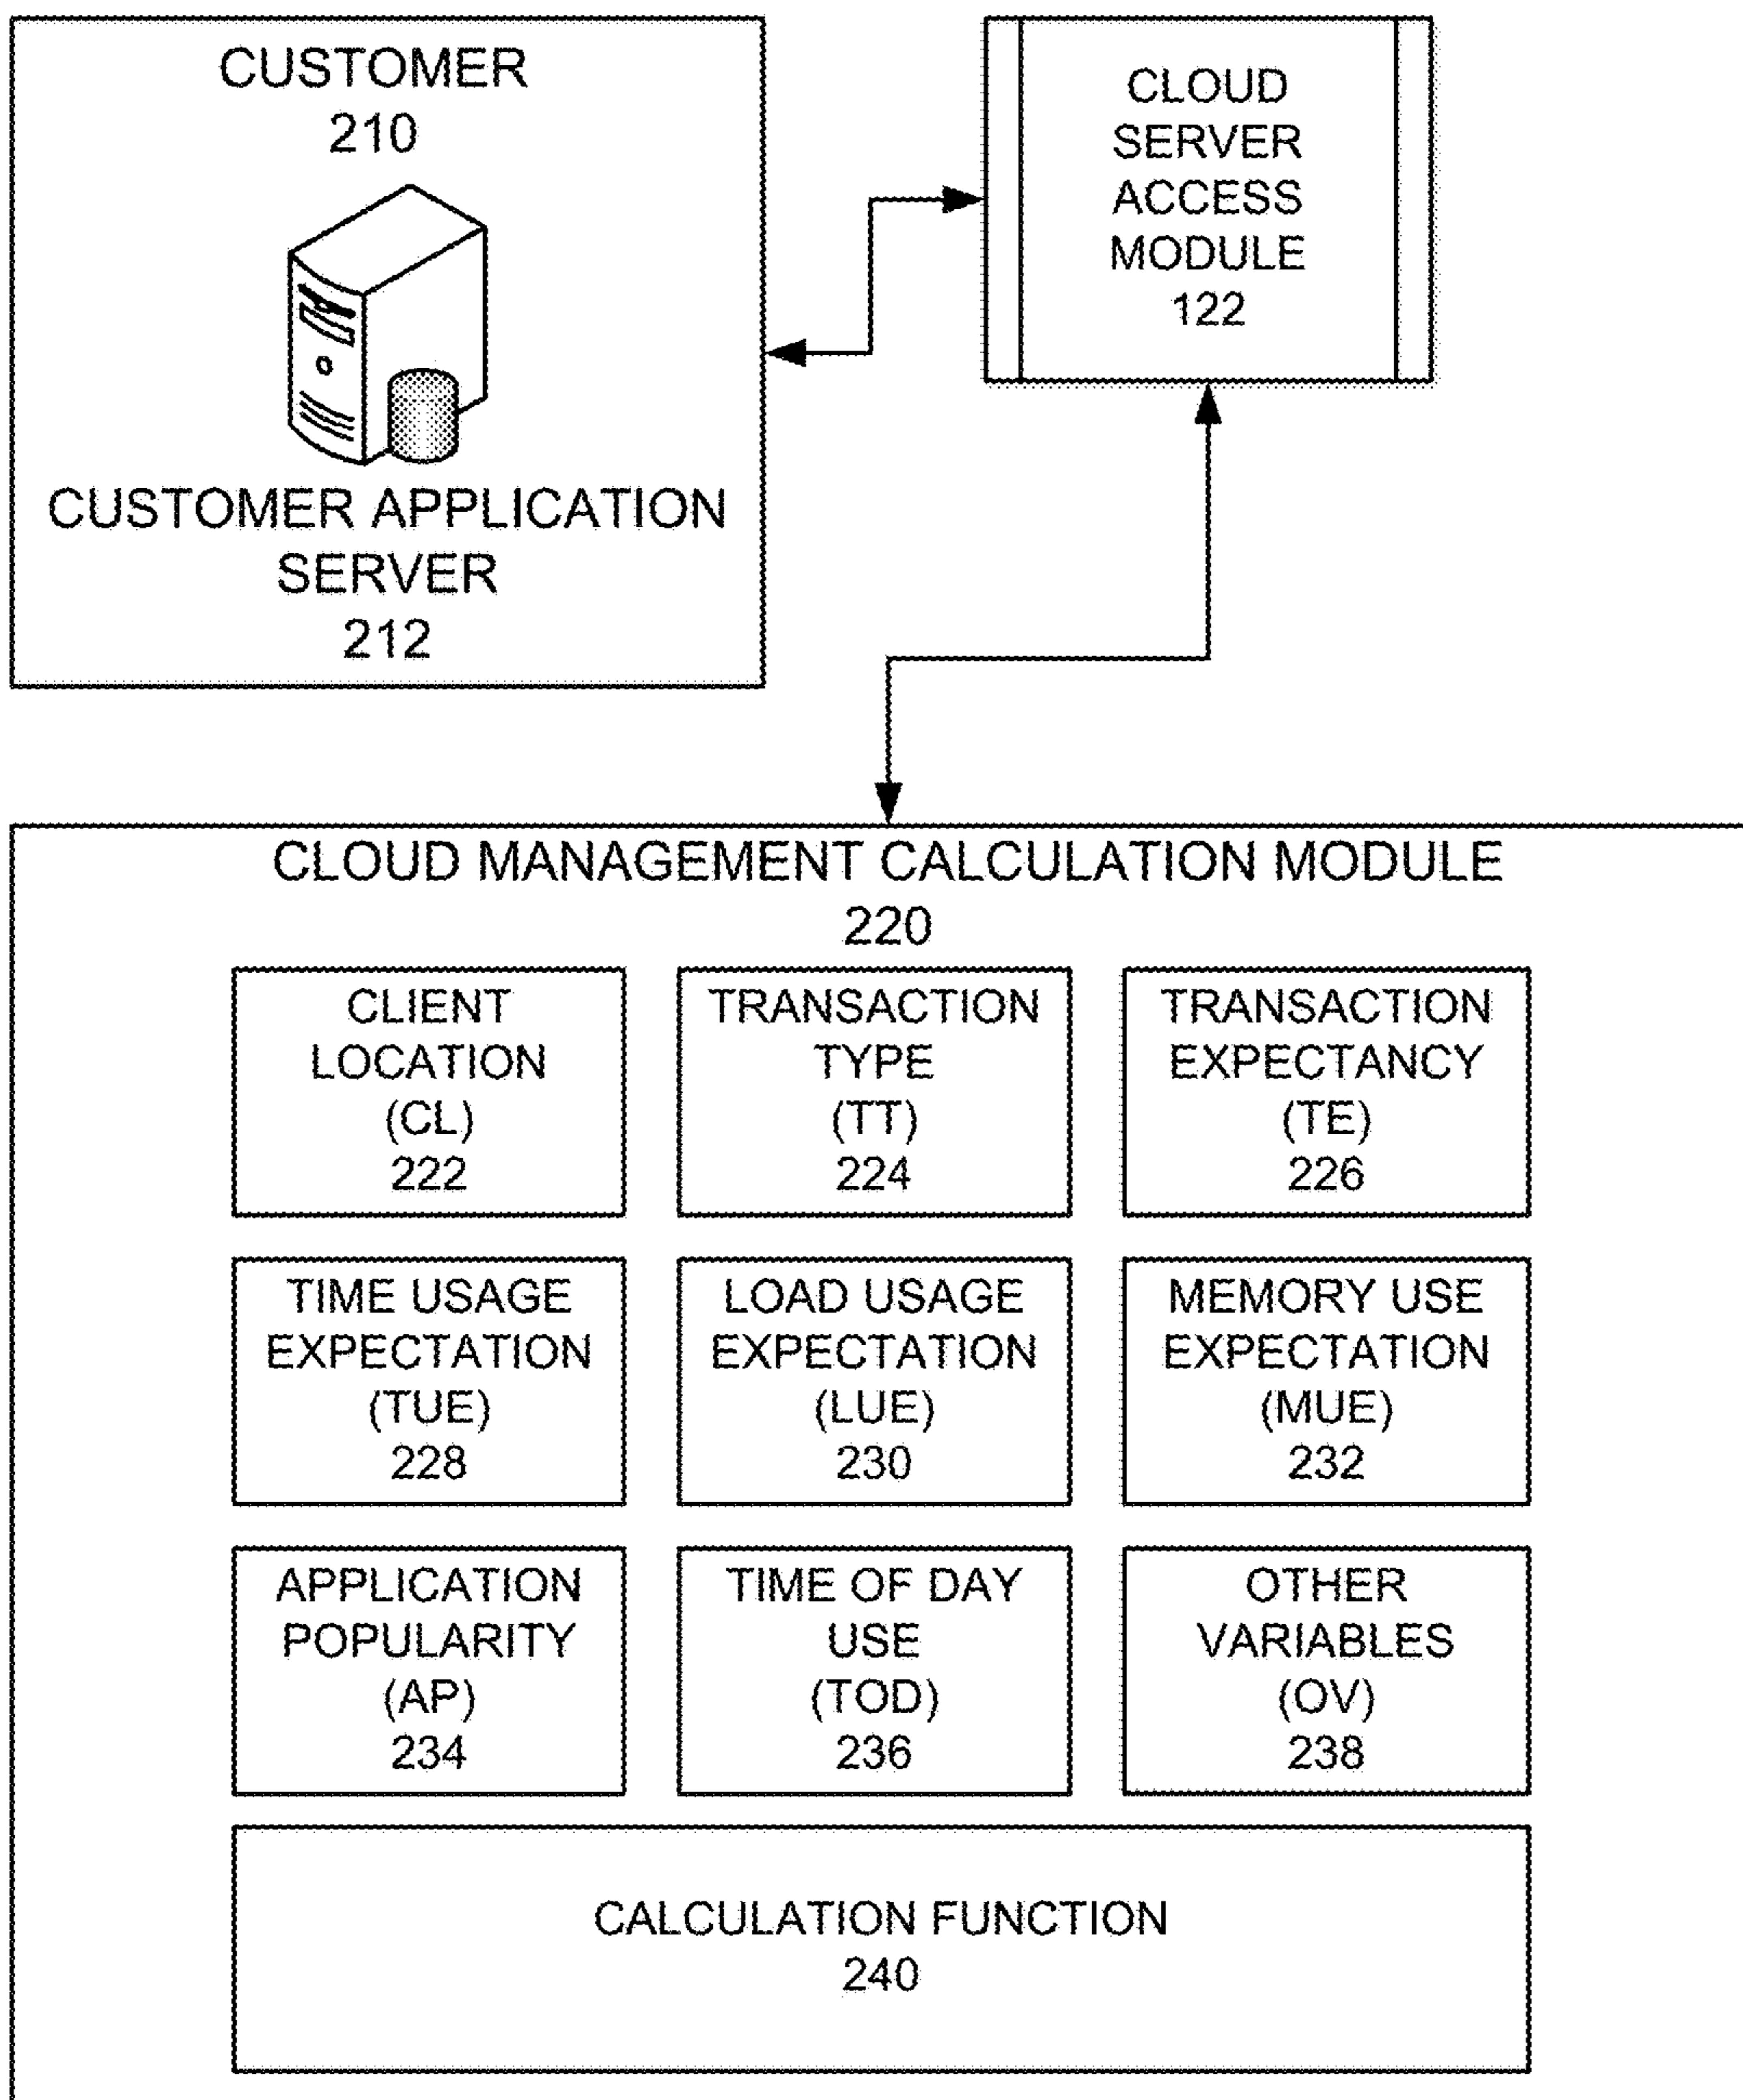 CUSTOMER
210
CUSTOMER APPLICATION
SERVER
212
CLOUD
SERVER
ACCESS
MODULE
122
CLOUD MANAGEMENT CALCULATION MODULE
220
CLIENT
LOCATION
(CL)
222
TRANSACTION
TYPE
(TT)
224
TRANSACTION
EXPECTANCY
(TE)
226
TIME USAGE
EXPECTATION
(TUE)
228
LOAD USAGE
EXPECTATION
(LUE)
230
MEMORY USE
EXPECTATION
(MUE)
232
APPLICATION
POPULARITY
(AP)
234
TIME OF DAY
USE
(TOD)
236
OTHER
VARIABLES
(OV)
238
CALCULATION FUNCTION
240